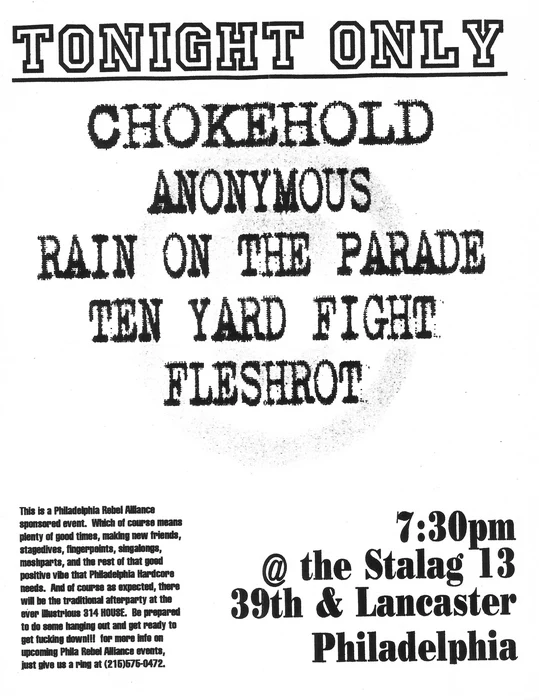 TONIGHT ONLY
CHOKEHOLD
ANONYMOUS
RAIN ON THE PARADE
TEN YARD FIGHT
FLESHROT
This is a Philadelphia Rebel Alliance
sponsored event. Which of course means
plenty of good times, making new friends,
stagedives, fingerpoints, singalongs,
moshparts, and the rest of that good
positive vibe that Philadelphia Hardcore
needs. And of course as expected, there
will be the traditional afterparty at the
ever illustrious 314 HOUSE. Be prepared
to do some hanging out and get ready to
get fucking down!!! for more info on
upcoming Phila Rebel Alliance events,
just give us a ring at (215)575-0472.
7:30pm
@ the Stalag 13
39th & Lancaster
Philadelphia